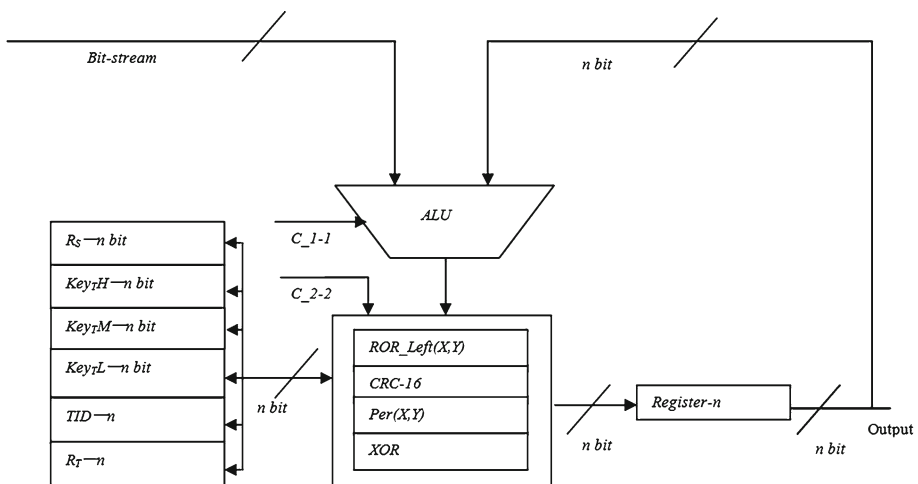 Bit-stream
n bit
ALU
C_1-1
C_2-2
R_S—n bit
Key_TH—n bit
Key_TM—n bit
Key_TL—n bit
TID—n
R_T—n
n bit
ROR_Left(X,Y)
CRC-16
Per(X,Y)
XOR
n bit
Register-n
n bit
Output